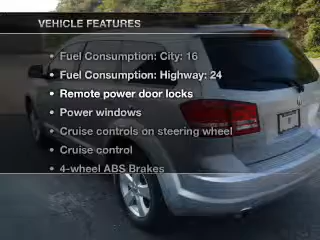 VEHICLE FEATURES
• Fuel Consumption: City: 16
• Fuel Consumption: Highway: 24
• Remote power door locks
• Power windows
• Cruise controls on steering wheel
• Cruise control
• 4-wheel ABS Brakes